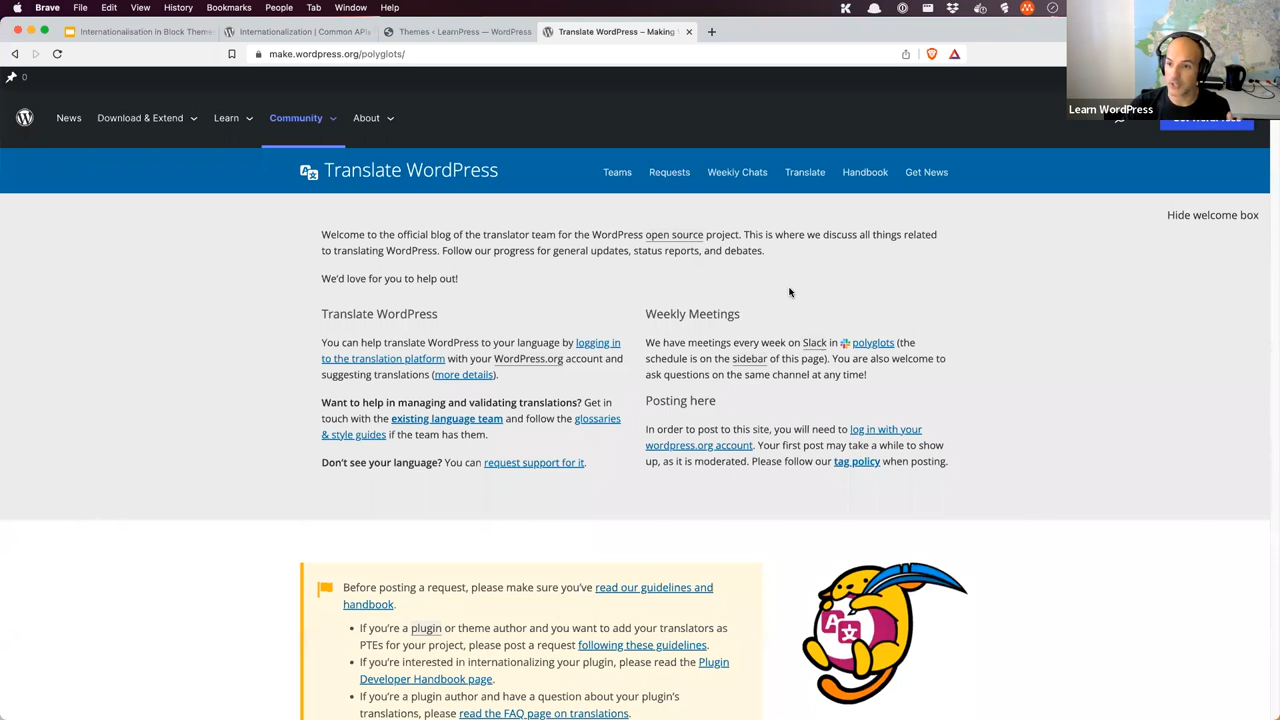 Brave File Edit View History Bookmarks People Tab Window Help
Internationalisation in Block Theme
Internationalization | Common APIs
Themes ‹ LearnPress — WordPress
Translate WordPress – Making
make.wordpress.org/polyglots/
0
Learn WordPress
News Download & Extend Learn Community About
Translate WordPress
Teams Requests Weekly Chats Translate Handbook Get News
Hide welcome box
Welcome to the official blog of the translator team for the WordPress open source project. This is where we discuss all things related
to translating WordPress. Follow our progress for general updates, status reports, and debates.
We'd love for you to help out!
Translate WordPress
You can help translate WordPress to your language by logging in
to the translation platform with your WordPress.org account and
suggesting translations (more details).
Want to help in managing and validating translations? Get in
touch with the existing language team and follow the glossaries
& style guides if the team has them.
Don't see your language? You can request support for it.
Weekly Meetings
We have meetings every week on Slack in polyglots (the
schedule is on the sidebar of this page). You are also welcome to
ask questions on the same channel at any time!
Posting here
In order to post to this site, you will need to log in with your
wordpress.org account. Your first post may take a while to show
up, as it is moderated. Please follow our tag policy when posting.
Before posting a request, please make sure you've read our guidelines and
handbook.
• If you're a plugin or theme author and you want to add your translators as
PTEs for your project, please post a request following these guidelines.
• If you're interested in internationalizing your plugin, please read the Plugin
Developer Handbook page.
• If you're a plugin author and have a question about your plugin's
translations, please read the FAQ page on translations.